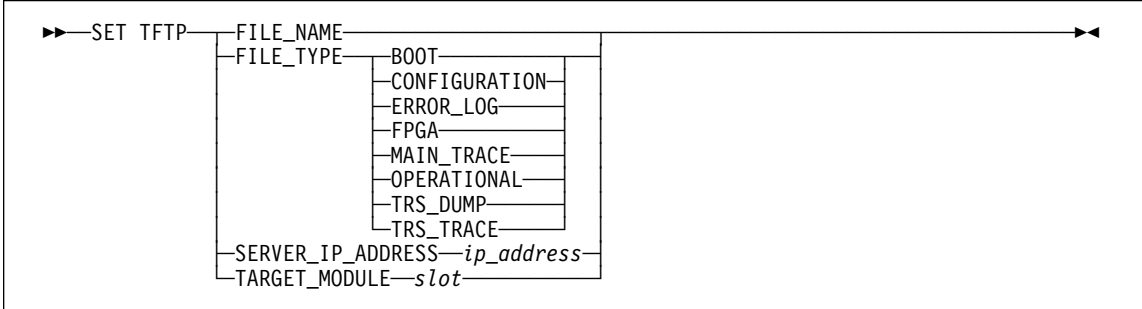 SET TFTP FILE_NAME
FILE_TYPE BOOT
CONFIGURATION
ERROR_LOG
FPGA
MAIN_TRACE
OPERATIONAL
TRS_DUMP
TRS_TRACE
SERVER_IP_ADDRESS ip_address
TARGET_MODULE slot